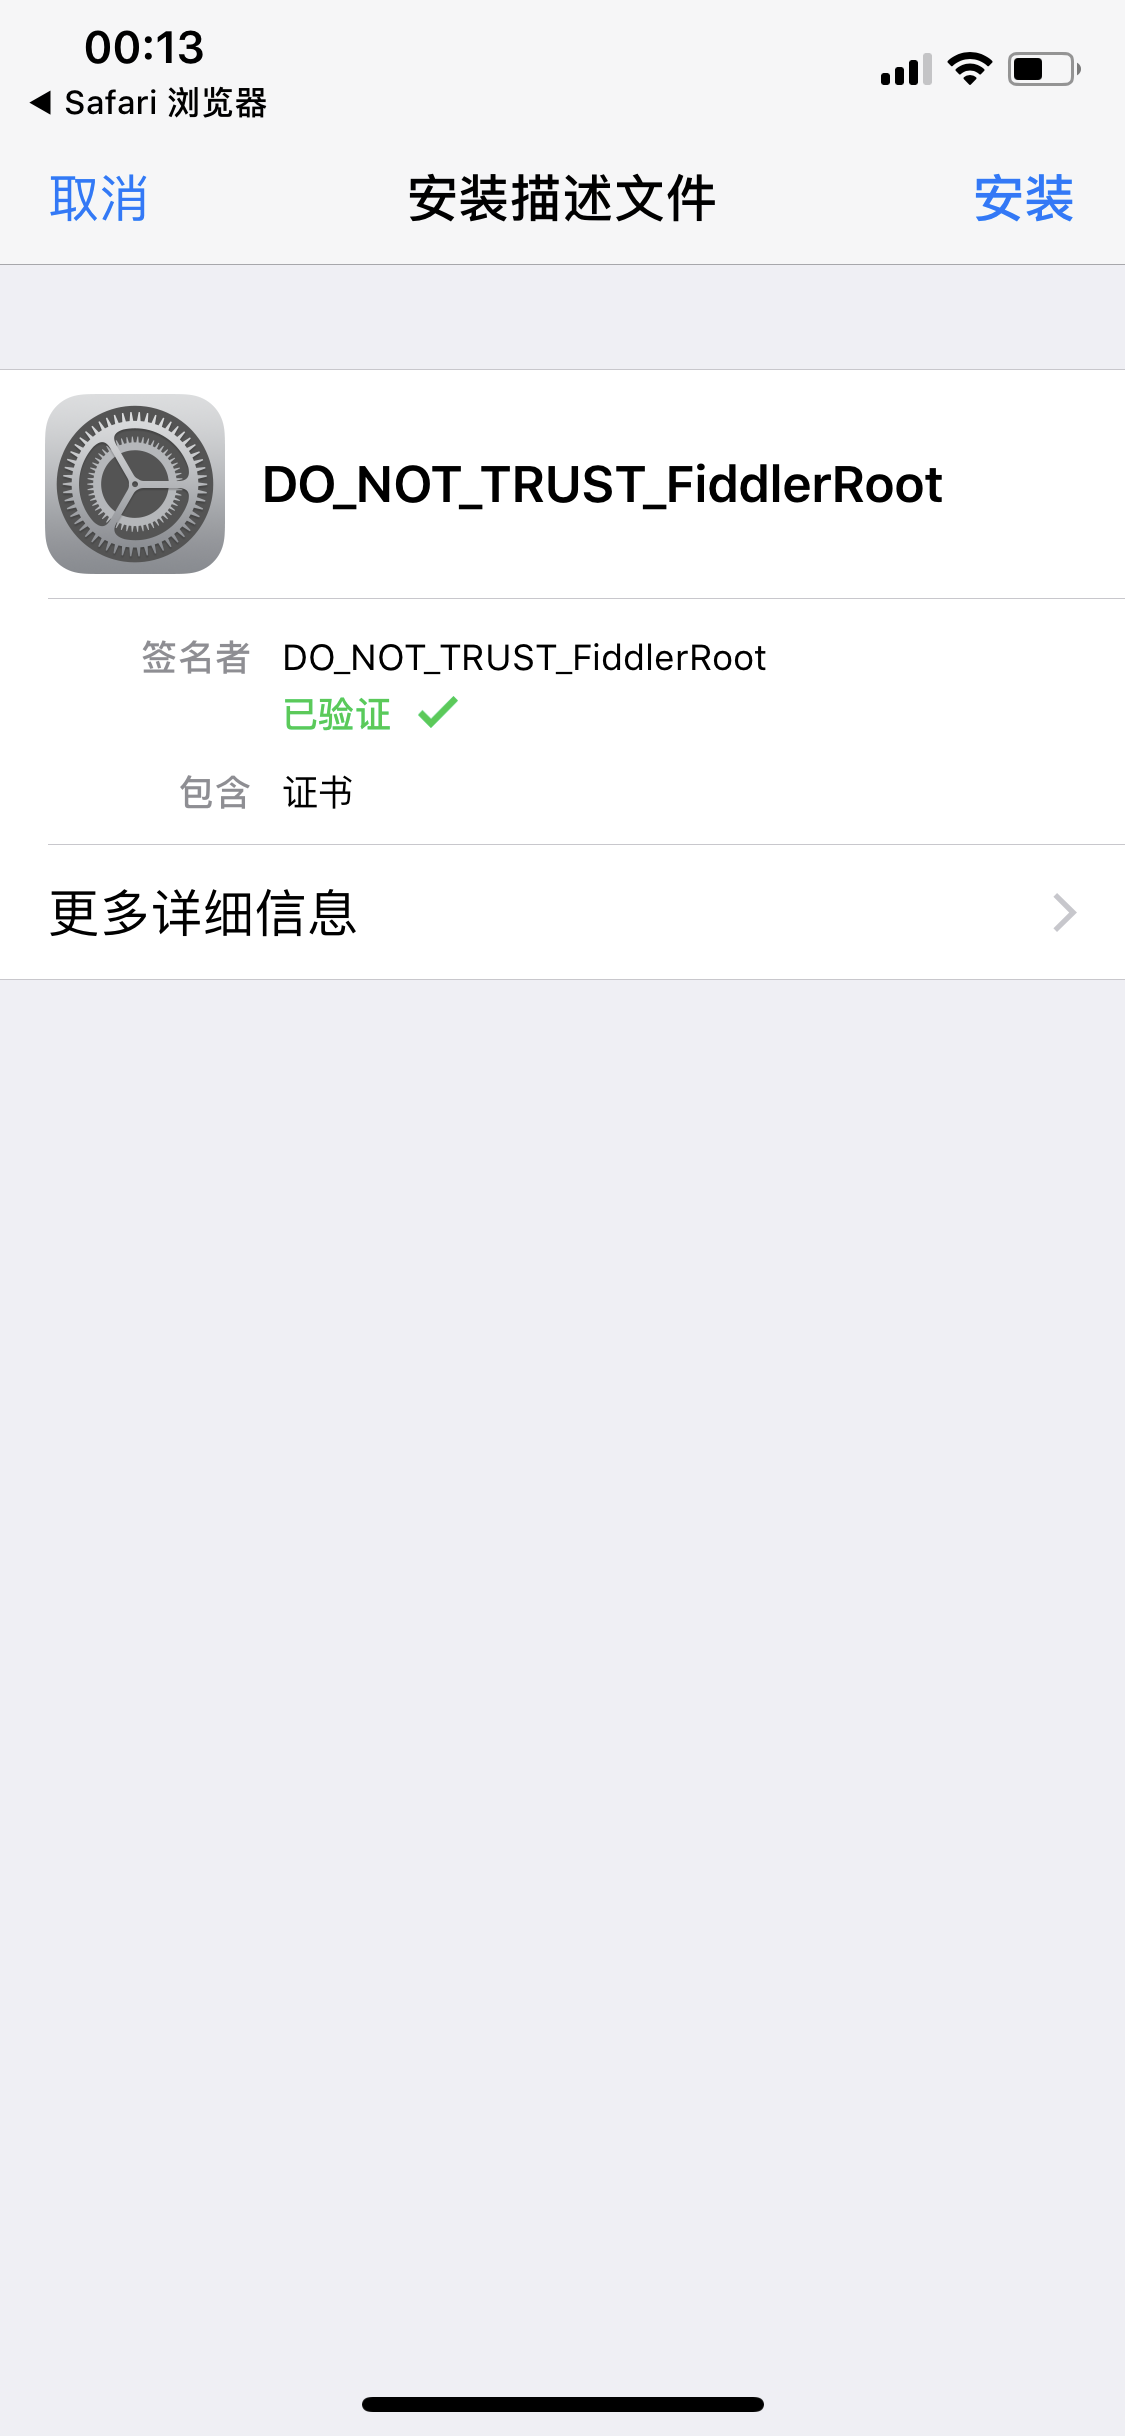 00:13
◀ Safari 浏览器
取消 安装描述文件 安装
DO_NOT_TRUST_FiddlerRoot
签名者 DO_NOT_TRUST_FiddlerRoot
已验证 ✓
包含 证书
更多详细信息